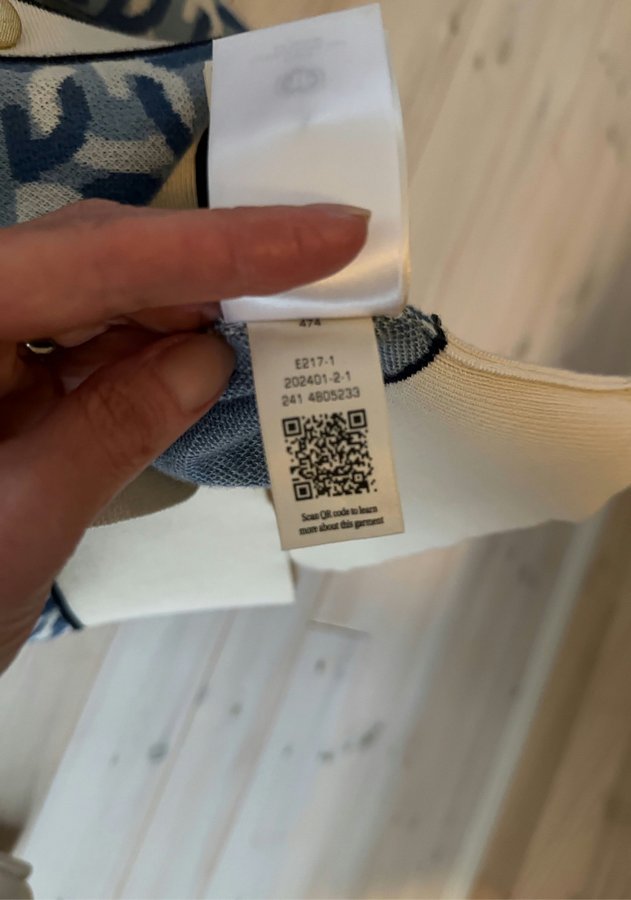 474
E217-1
202401-2-1
241 4805233
Scan QR code to learn
more about this garment